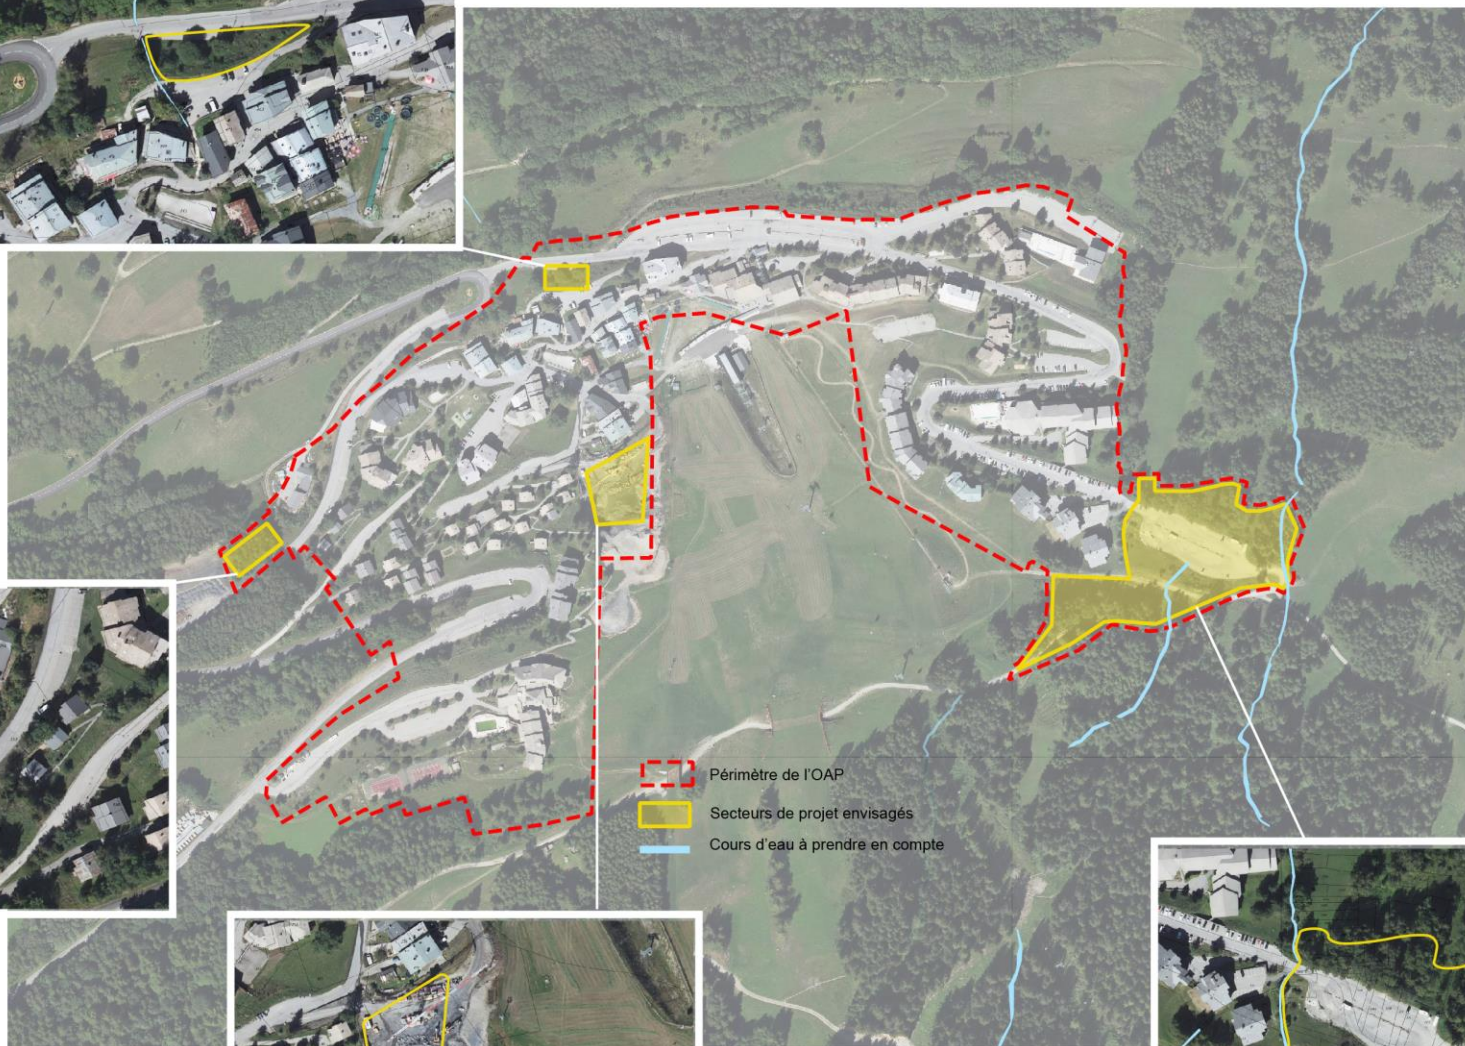 Périmètre de l'OAP
Secteurs de projet envisagés
Cours d'eau à prendre en compte